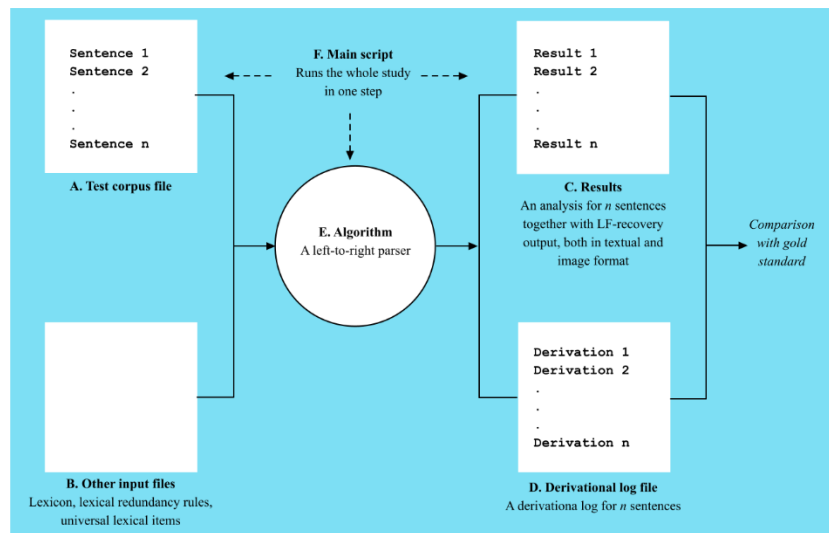 Sentence 1
Sentence 2
.
.
.
Sentence n
A. Test corpus file
F. Main script
Runs the whole study
in one step
Result 1
Result 2
.
.
.
Result n
C. Results
An analysis for n sentences
together with LF-recovery
output, both in textual and
image format
E. Algorithm
A left-to-right parser
Comparison
with gold
standard
B. Other input files
Lexicon, lexical redundancy rules,
universal lexical items
Derivation 1
Derivation 2
.
.
.
Derivation n
D. Derivational log file
A derivationa log for n sentences